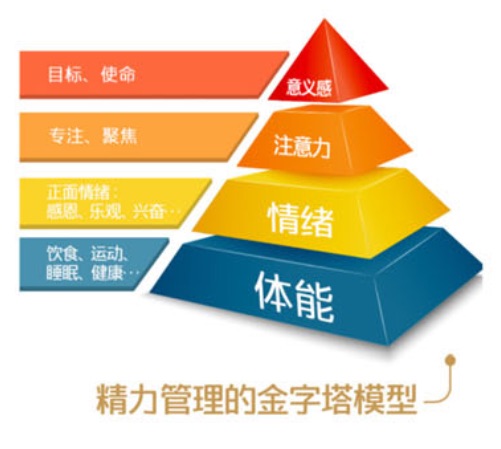 目标、使命
意义感
专注、聚焦
注意力
正面情绪：
感恩、乐观、兴奋…
情绪
饮食、运动、
睡眠、健康…
体能
精力管理的金字塔模型